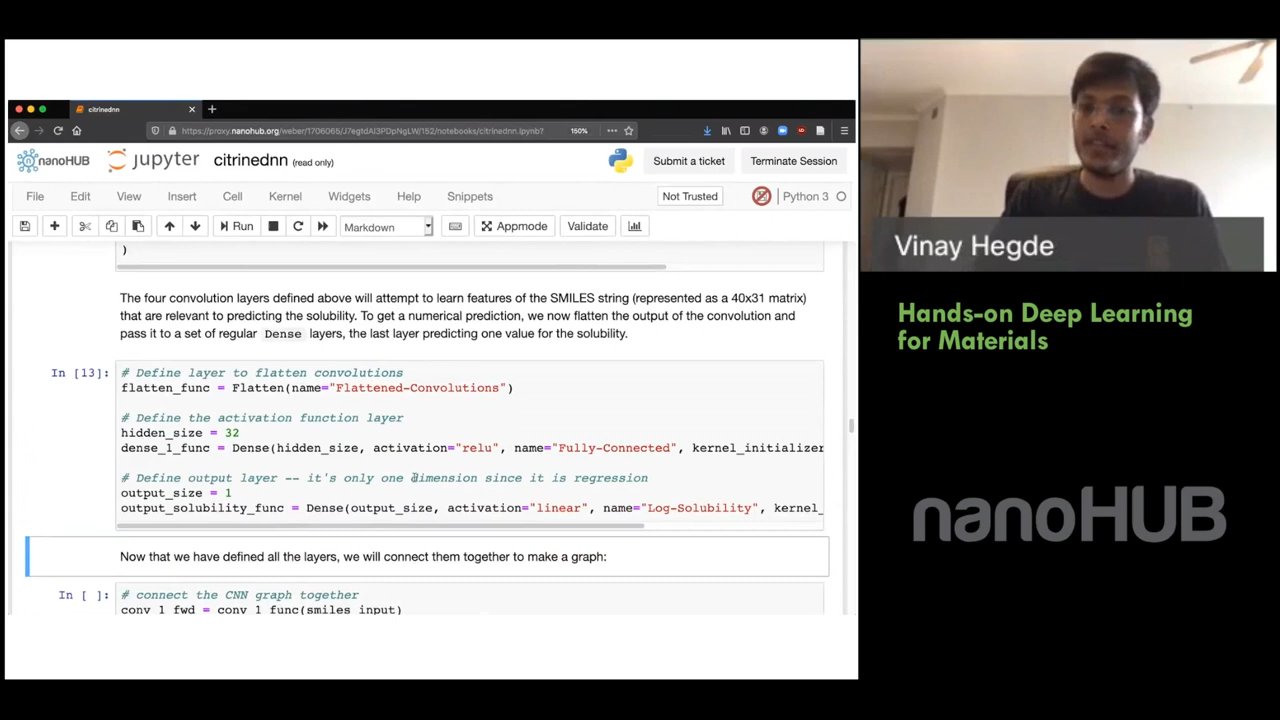 citrinednn
https://proxy.nanohub.org/weber/1706065/J7egtdAI3PDpNgLW/152/notebooks/citrinednn.ipynb?
150%
nanoHUB
jupyter
citrinednn (read only)
Submit a ticket
Terminate Session
File Edit View Insert Cell Kernel Widgets Help Snippets
Not Trusted
Python 3
Run
Markdown
Appmode
Validate
)
The four convolution layers defined above will attempt to learn features of the SMILES string (represented as a 40x31 matrix)
that are relevant to predicting the solubility. To get a numerical prediction, we now flatten the output of the convolution and
pass it to a set of regular Dense layers, the last layer predicting one value for the solubility.
In [13]:
# Define layer to flatten convolutions
flatten_func = Flatten(name="Flattened-Convolutions")
# Define the activation function layer
hidden_size = 32
dense_1_func = Dense(hidden_size, activation="relu", name="Fully-Connected", kernel_initializer
# Define output layer -- it's only one dimension since it is regression
output_size = 1
output_solubility_func = Dense(output_size, activation="linear", name="Log-Solubility", kernel_
Now that we have defined all the layers, we will connect them together to make a graph:
In [ ]:
# connect the CNN graph together
conv_1_fwd = conv_1_func(smiles_input)
Vinay Hegde
Hands-on Deep Learning
for Materials
nanoHUB